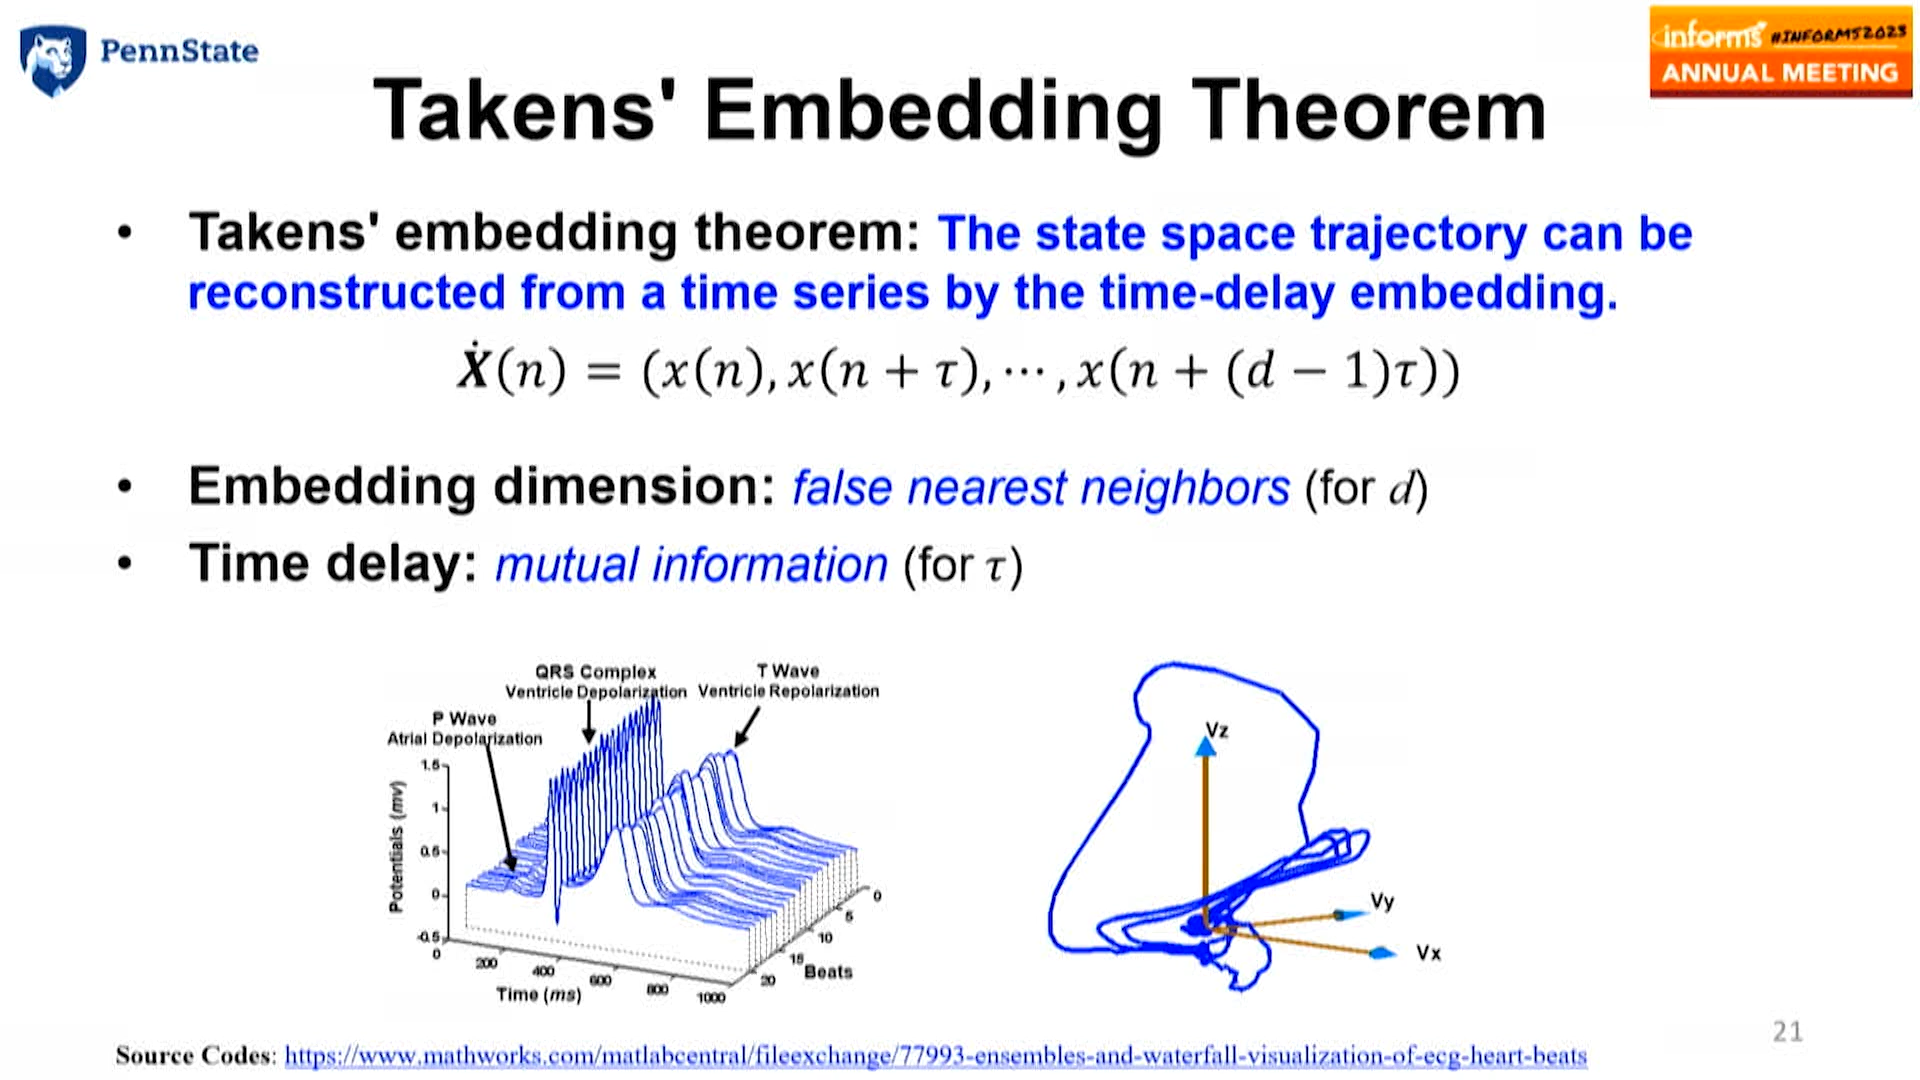 PennState
informs #INFORMS2023
ANNUAL MEETING
Takens' Embedding Theorem
• Takens' embedding theorem: The state space trajectory can be
reconstructed from a time series by the time-delay embedding.
Ẋ(n) = (x(n), x(n + τ), ⋯ , x(n + (d − 1)τ))
• Embedding dimension: false nearest neighbors (for d)
• Time delay: mutual information (for τ)
QRS Complex
Ventricle Depolarization
T Wave
Ventricle Repolarization
P Wave
Atrial Depolarization
Potentials (mv)
1.5
1
0.5
0
-0.5
0
200
400
600
800
1000
Time (ms)
0
5
10
15
20
Beats
Vz
Vy
Vx
21
Source Codes: https://www.mathworks.com/matlabcentral/fileexchange/77993-ensembles-and-waterfall-visualization-of-ecg-heart-beats